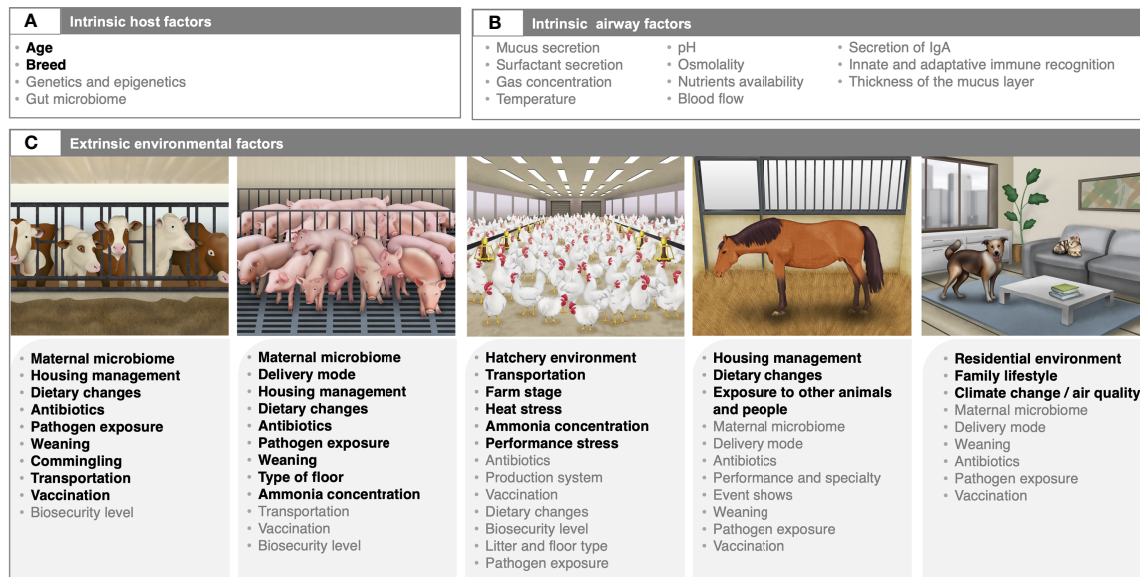 A Intrinsic host factors
• Age
• Breed
• Genetics and epigenetics
• Gut microbiome
B Intrinsic airway factors
• Mucus secretion
• Surfactant secretion
• Gas concentration
• Temperature
• pH
• Osmolality
• Nutrients availability
• Blood flow
• Secretion of IgA
• Innate and adaptive immune recognition
• Thickness of the mucus layer
C Extrinsic environmental factors
• Maternal microbiome
• Housing management
• Dietary changes
• Antibiotics
• Pathogen exposure
• Weaning
• Commingling
• Transportation
• Vaccination
• Biosecurity level
• Maternal microbiome
• Delivery mode
• Housing management
• Dietary changes
• Antibiotics
• Pathogen exposure
• Weaning
• Type of floor
• Ammonia concentration
• Transportation
• Vaccination
• Biosecurity level
• Hatchery environment
• Transportation
• Farm stage
• Heat stress
• Ammonia concentration
• Performance stress
• Antibiotics
• Production system
• Vaccination
• Dietary changes
• Biosecurity level
• Litter and floor type
• Pathogen exposure
• Housing management
• Dietary changes
• Exposure to other animals
and people
• Maternal microbiome
• Delivery mode
• Antibiotics
• Performance and specialty
• Event shows
• Weaning
• Pathogen exposure
• Vaccination
• Residential environment
• Family lifestyle
• Climate change / air quality
• Maternal microbiome
• Delivery mode
• Weaning
• Antibiotics
• Pathogen exposure
• Vaccination